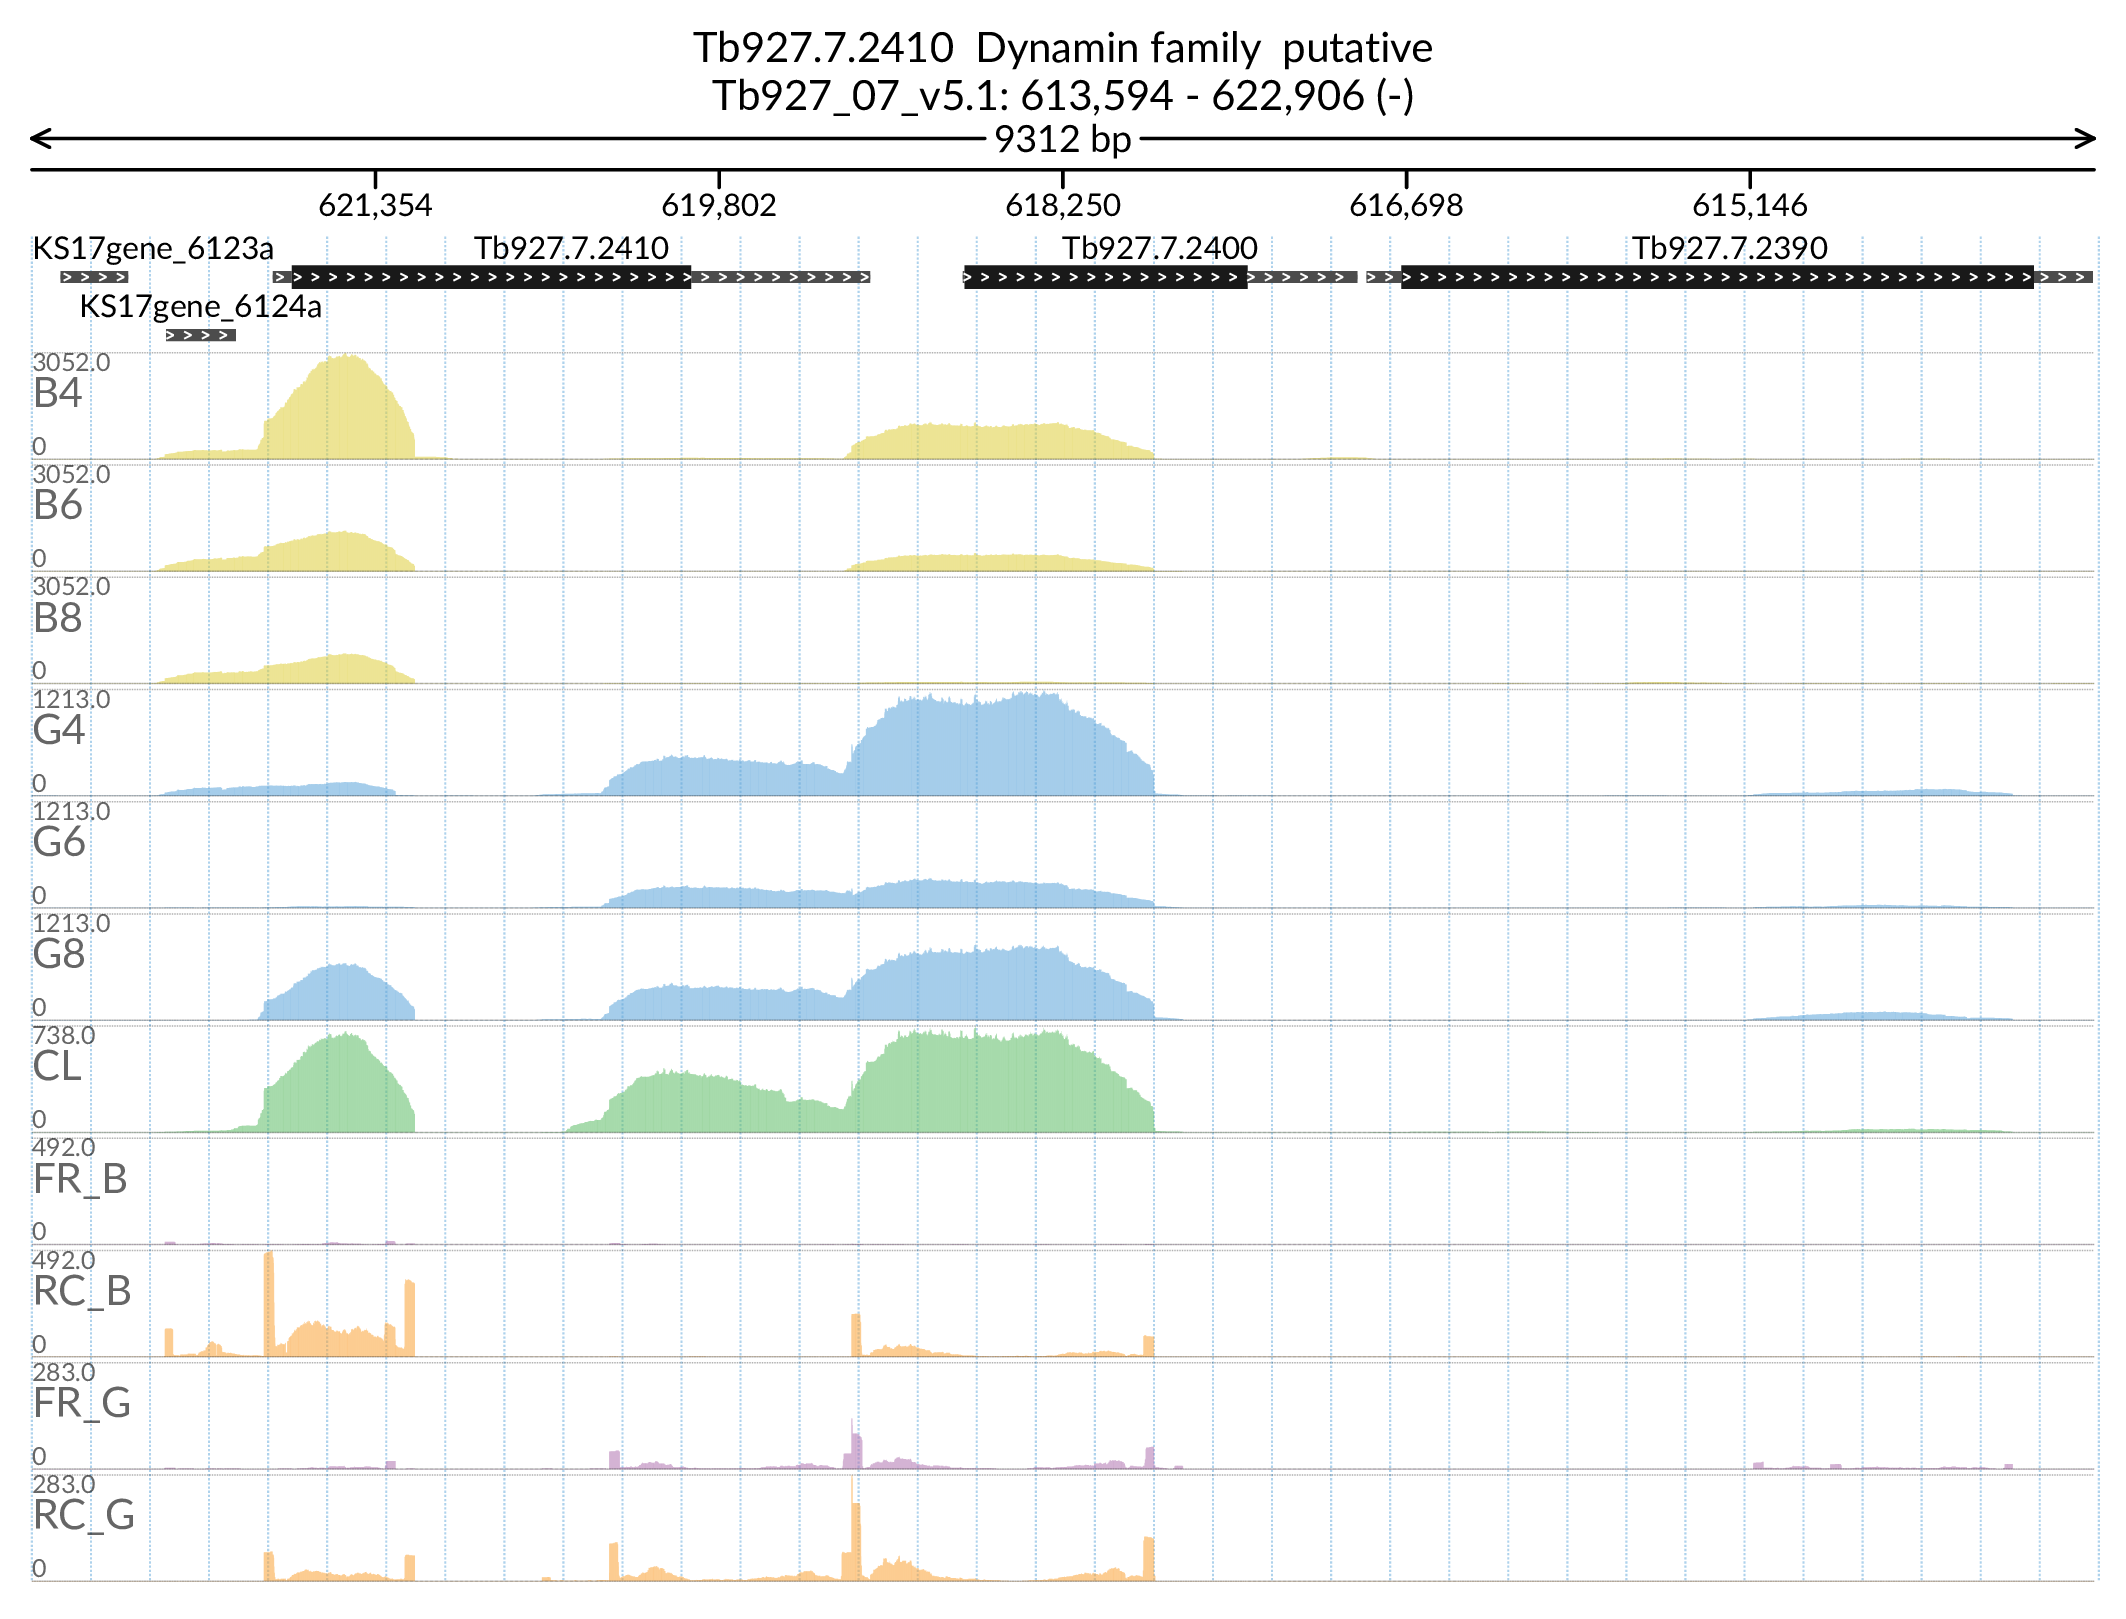 Tb927.7.2410  Dynamin family  putative
Tb927_07_v5.1: 613,594 - 622,906 (-)
9312 bp
621,354 619,802 618,250 616,698 615,146
KS17gene_6123a Tb927.7.2410 Tb927.7.2400 Tb927.7.2390
KS17gene_6124a
3052.0
B4
0
3052.0
B6
0
3052.0
B8
0
1213.0
G4
0
1213.0
G6
0
1213.0
G8
0
738.0
CL
0
492.0
FR_B
0
492.0
RC_B
0
283.0
FR_G
0
283.0
RC_G
0